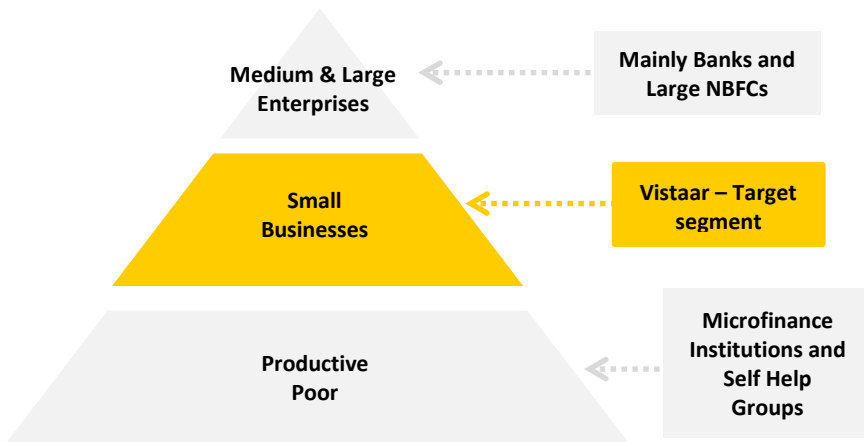 Medium & Large
Enterprises
Mainly Banks and
Large NBFCs
Small
Businesses
Vistaar – Target
segment
Productive
Poor
Microfinance
Institutions and
Self Help
Groups